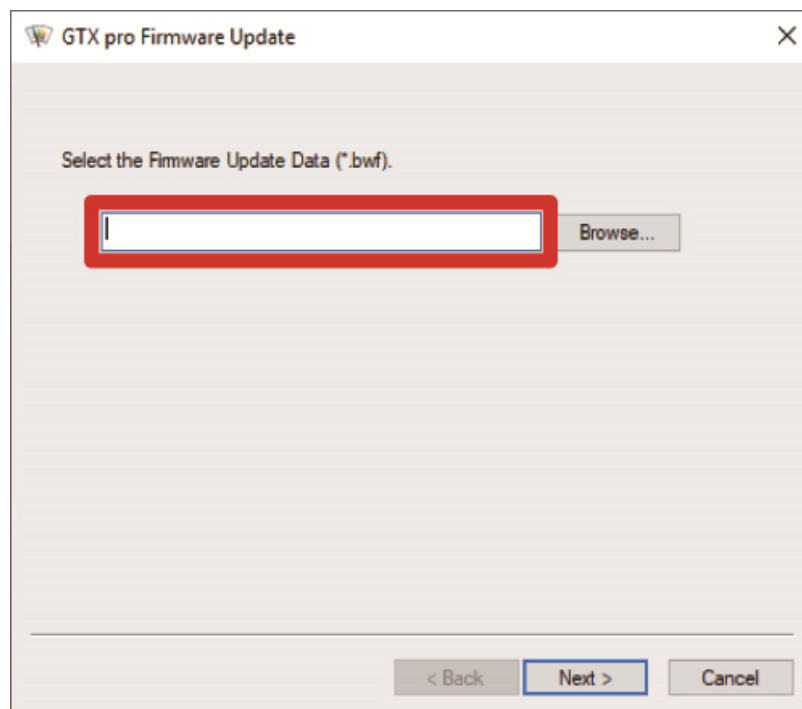 GTX pro Firmware Update
Select the Firmware Update Data (*.bwf).
Browse...
< Back Next > Cancel